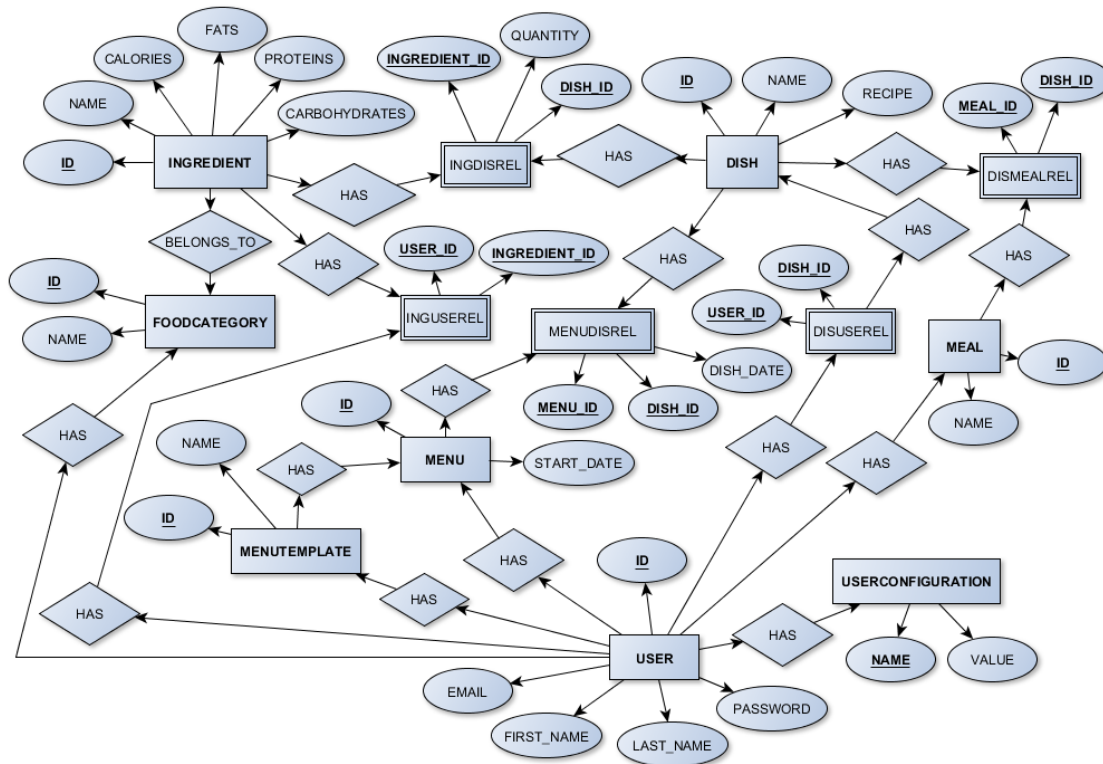 FATS
QUANTITY
CALORIES
PROTEINS
INGREDIENT_ID
ID
NAME
DISH_ID
DISH_ID
RECIPE
MEAL_ID
NAME
CARBOHYDRATES
INGREDIENT
ID
HAS
INGDISREL
HAS
DISH
HAS
DISMEALREL
BELONGS_TO
HAS
USER_ID
INGREDIENT_ID
HAS
DISH_ID
HAS
HAS
ID
FOODCATEGORY
NAME
INGUSEREL
MENUDISREL
USER_ID
DISUSEREL
MEAL
ID
DISH_DATE
HAS
MENU_ID
DISH_ID
NAME
ID
HAS
NAME
HAS
MENU
START_DATE
HAS
HAS
ID
MENUTEMPLATE
HAS
ID
USERCONFIGURATION
HAS
HAS
HAS
NAME
VALUE
USER
EMAIL
PASSWORD
FIRST_NAME
LAST_NAME